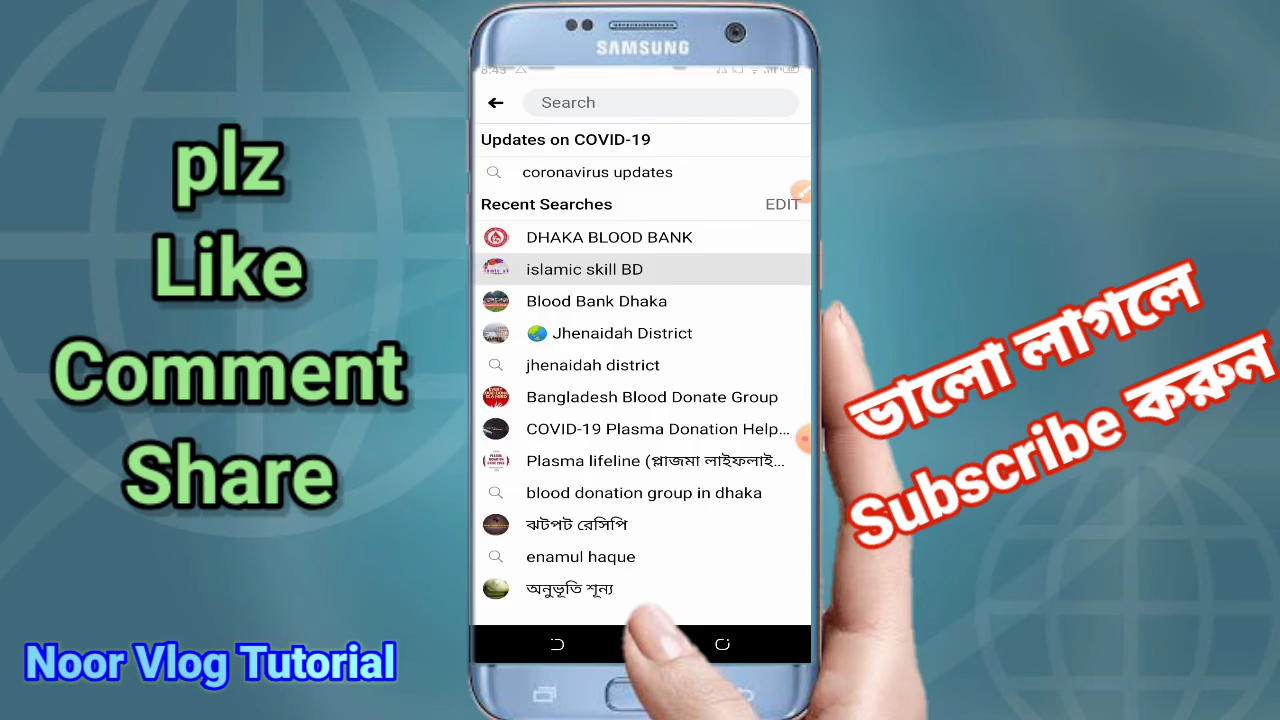 plz
Like
Comment
Share
Noor Vlog Tutorial
SAMSUNG
8:43
Search
Updates on COVID-19
coronavirus updates
Recent Searches
EDIT
DHAKA BLOOD BANK
islamic skill BD
Blood Bank Dhaka
Jhenaidah District
jhenaidah district
Bangladesh Blood Donate Group
COVID-19 Plasma Donation Help...
Plasma lifeline (প্লাজমা লাইফলাই...
blood donation group in dhaka
ঝটপট রেসিপি
enamul haque
অনুভূতি শূন্য
ভালো লাগলে
Subscribe করুন